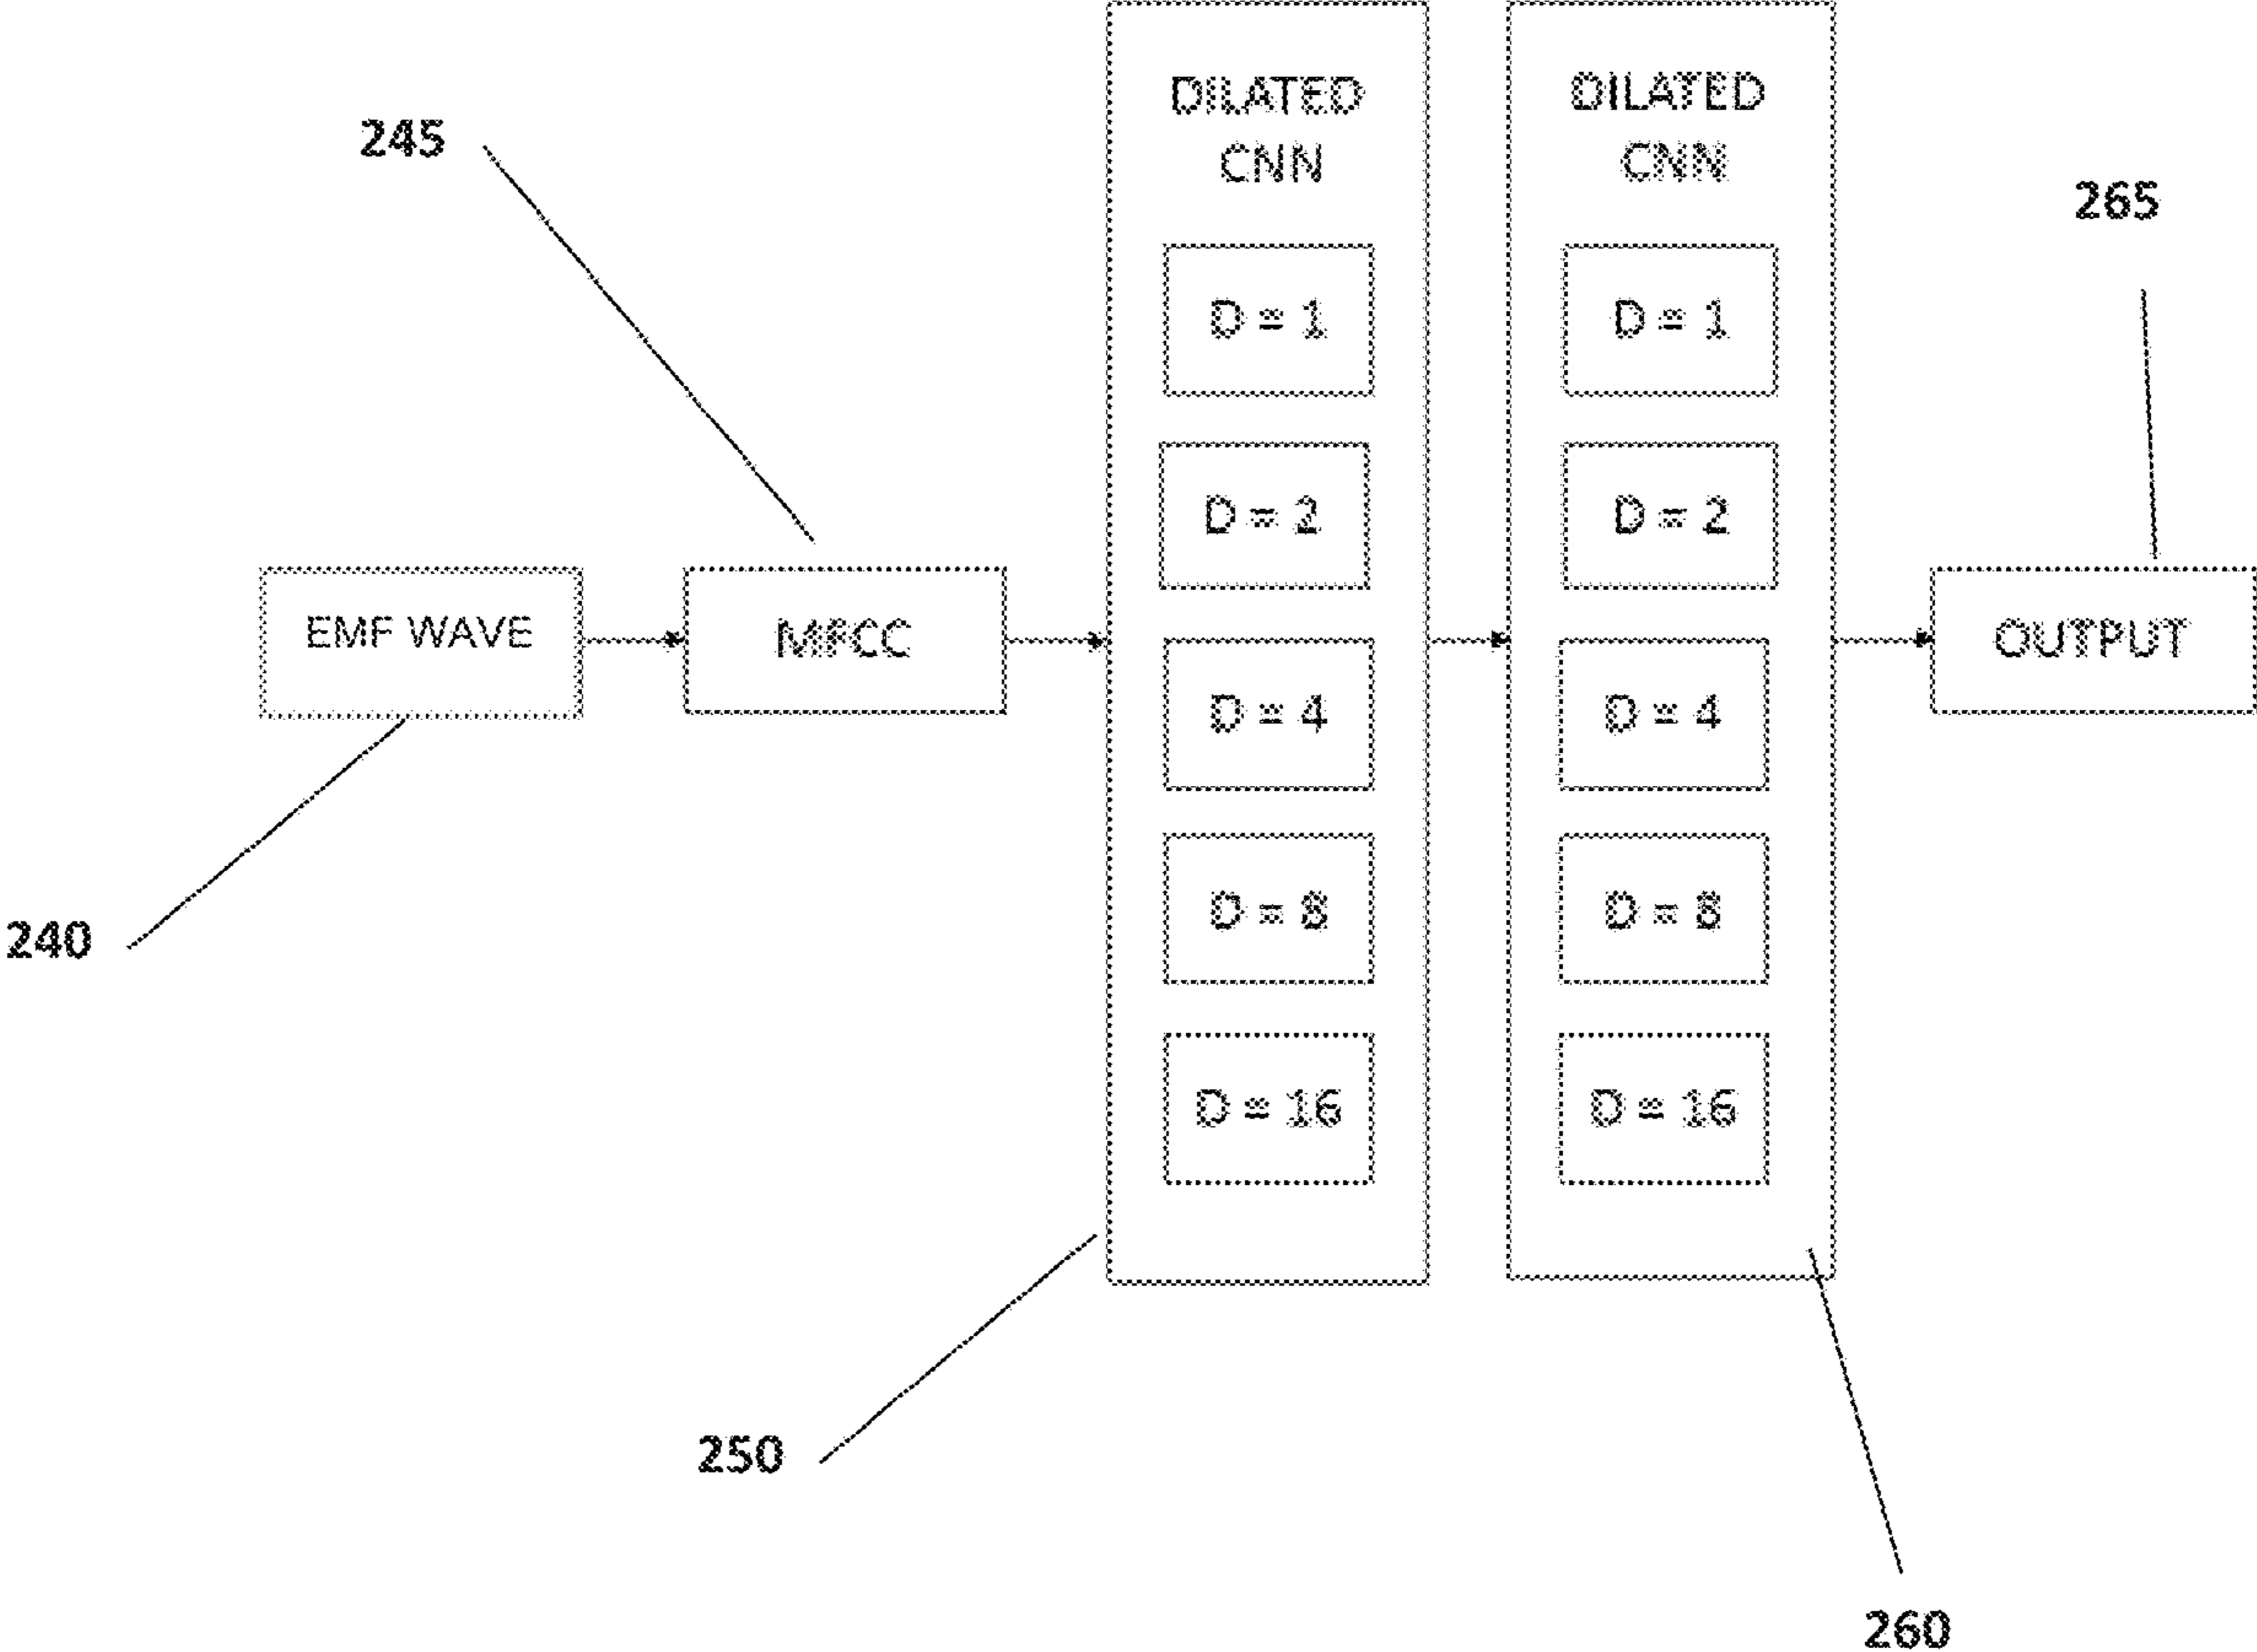 245
240
EMF WAVE
MFCC
DILATED
CNN
D = 1
D = 2
D = 4
D = 8
D = 16
250
DILATED
CNN
D = 1
D = 2
D = 4
D = 8
D = 16
260
265
OUTPUT